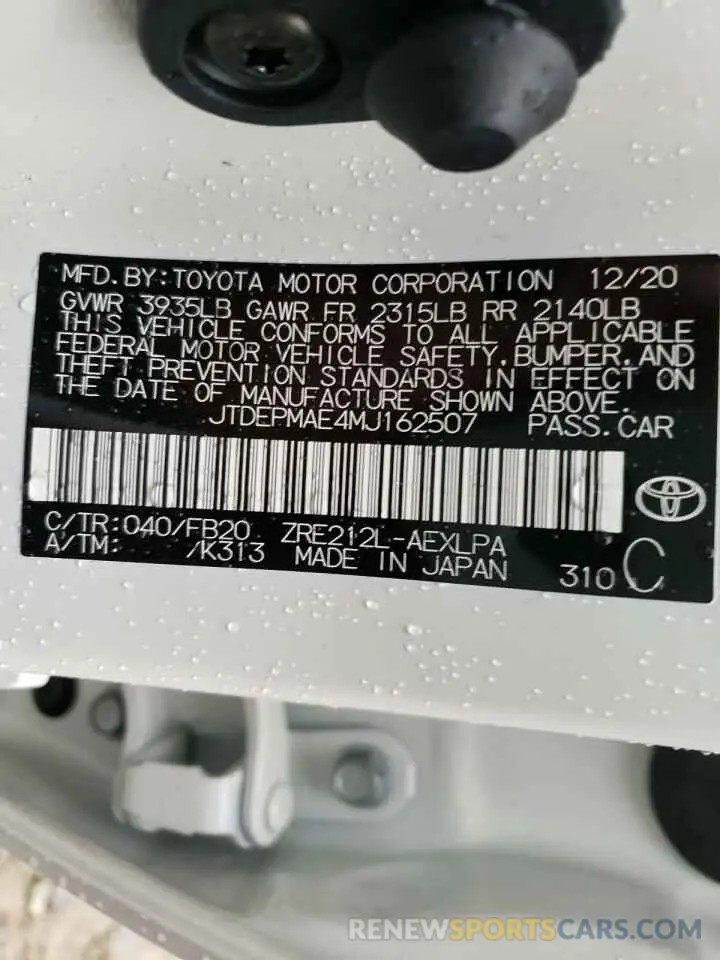 MFD. BY: TOYOTA MOTOR CORPORATION 12/20
GVWR 3935LB GAWR FR 2315LB RR 2140LB
THIS VEHICLE CONFORMS TO ALL APPLICABLE
FEDERAL MOTOR VEHICLE SAFETY, BUMPER, AND
THEFT PREVENTION STANDARDS IN EFFECT ON
THE DATE OF MANUFACTURE SHOWN ABOVE.
JTDEPMAE4MJ162507 PASS. CAR
C/TR: 040/FB20 ZRE212L-AEXLPA
A/TM: /K313 MADE IN JAPAN 310 C
RENEWSPORTSCARS.COM